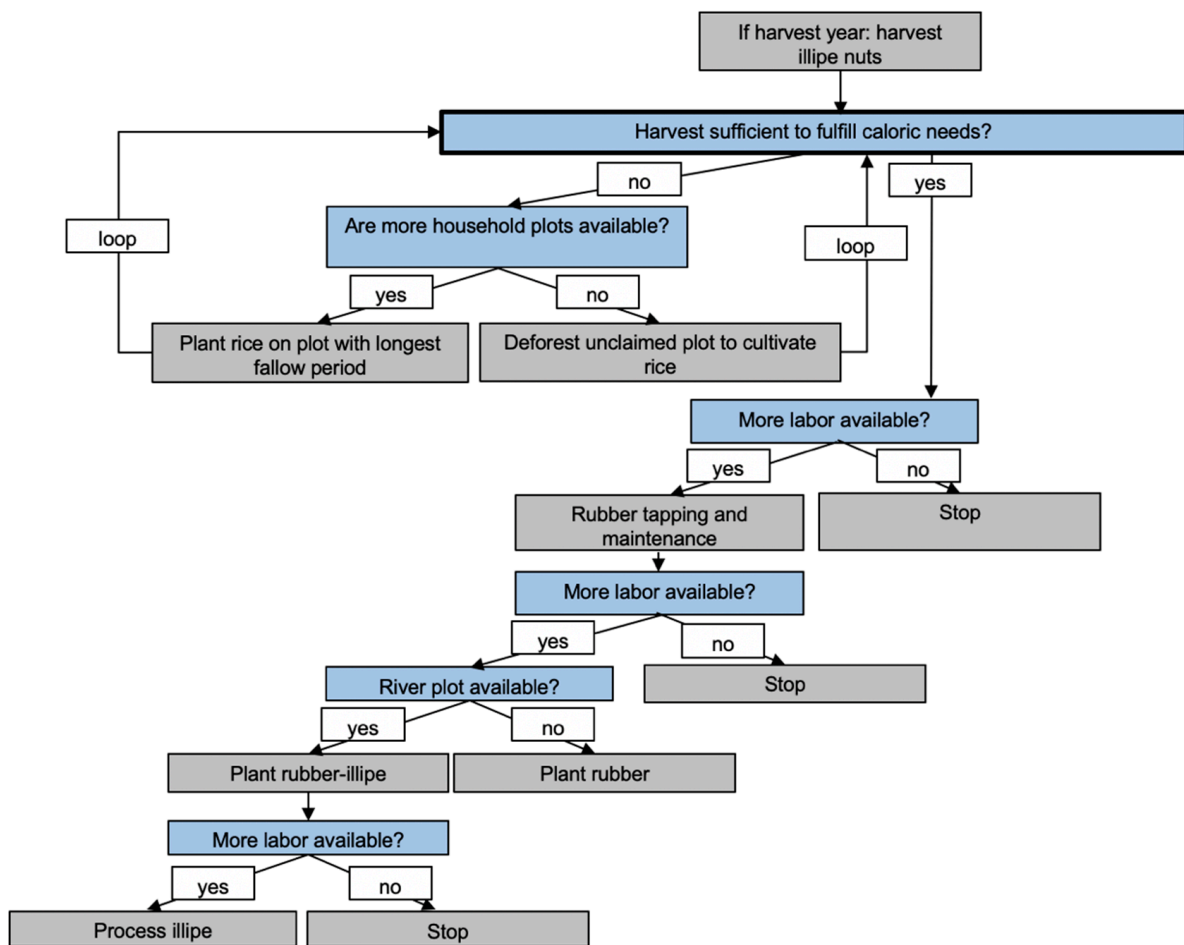 If harvest year: harvest
illipe nuts
Harvest sufficient to fulfill caloric needs?
no
yes
loop
Are more household plots available?
loop
yes
no
Plant rice on plot with longest
fallow period
Deforest unclaimed plot to cultivate
rice
More labor available?
yes
no
Rubber tapping and
maintenance
Stop
More labor available?
yes
no
River plot available?
Stop
yes
no
Plant rubber-illipe
Plant rubber
More labor available?
yes
no
Process illipe
Stop